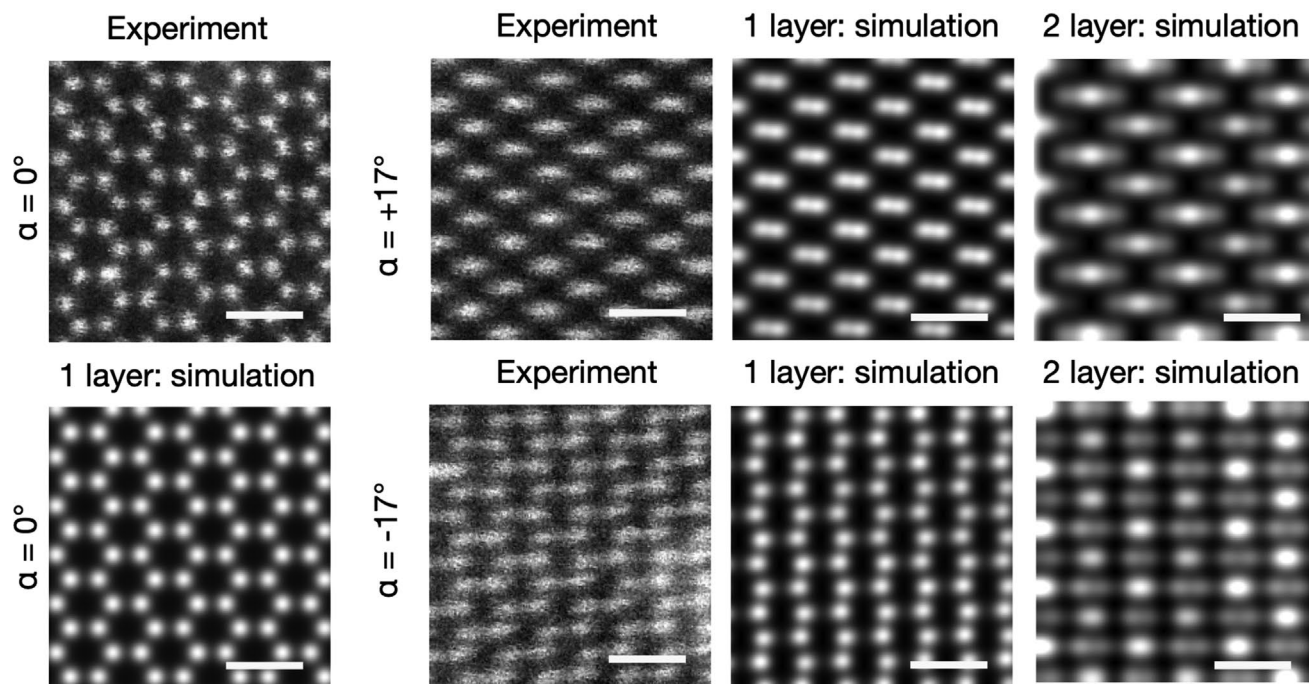 Experiment
Experiment
1 layer: simulation
2 layer: simulation
α = 0°
α = +17°
1 layer: simulation
Experiment
1 layer: simulation
2 layer: simulation
α = 0°
α = -17°